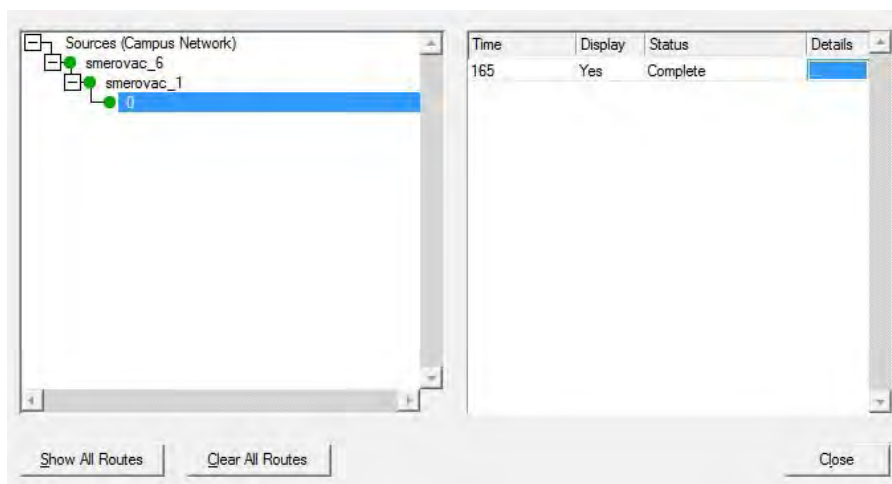 Sources (Campus Network)
smerovac_6
smerovac_1
0
Time Display Status Details
165 Yes Complete
Show All Routes Clear All Routes Close